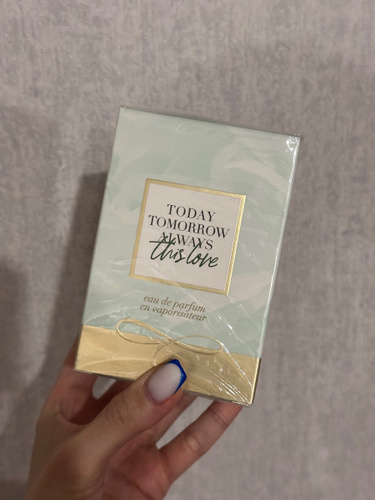 TODAY
TOMORROW
ALWAYS
this love
eau de parfum
en vaporisateur